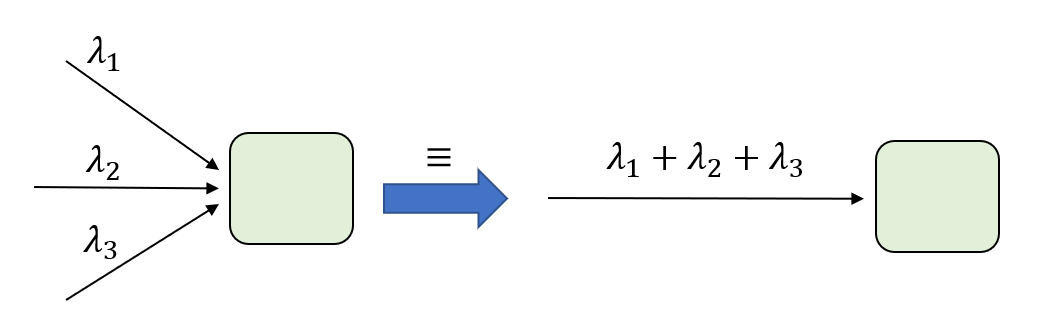 λ₁
λ₂
λ₃
≡
λ₁ + λ₂ + λ₃